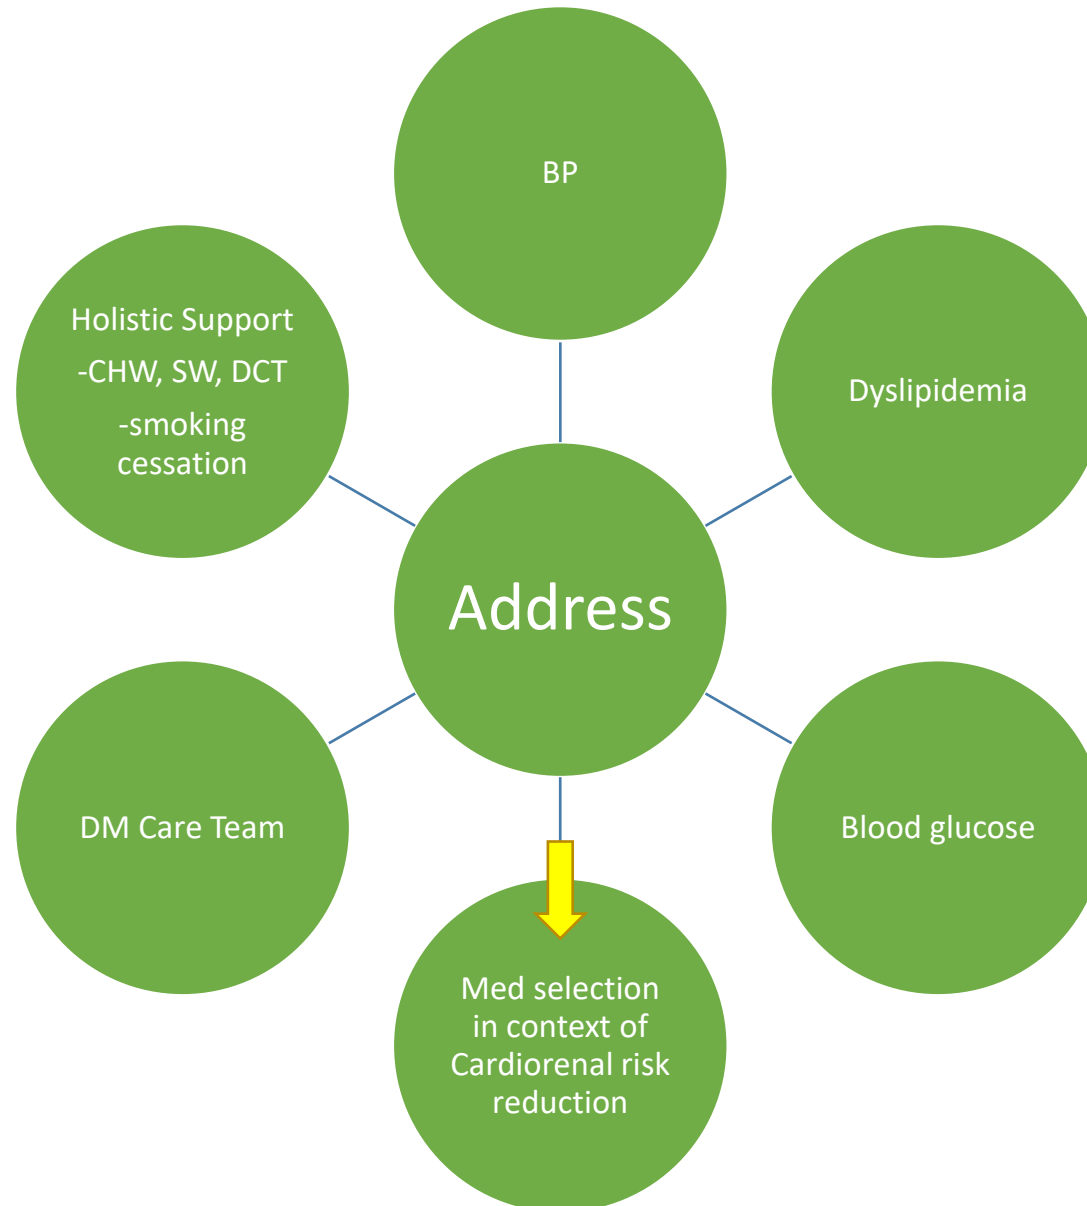 BP
Holistic Support
-CHW, SW, DCT
-smoking
cessation
Dyslipidemia
Address
DM Care Team
Blood glucose
Med selection
in context of
Cardiorenal risk
reduction